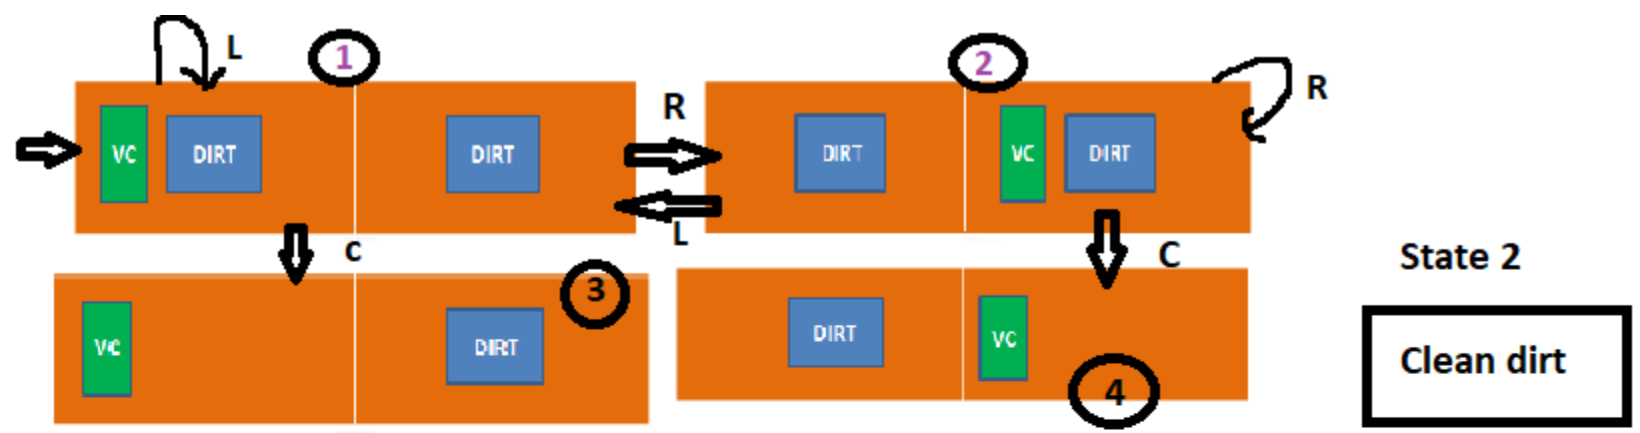 L
1
2
R
R
VC DIRT DIRT
DIRT VC DIRT
L
c
C
State 2
3
VC DIRT
DIRT VC
4
Clean dirt